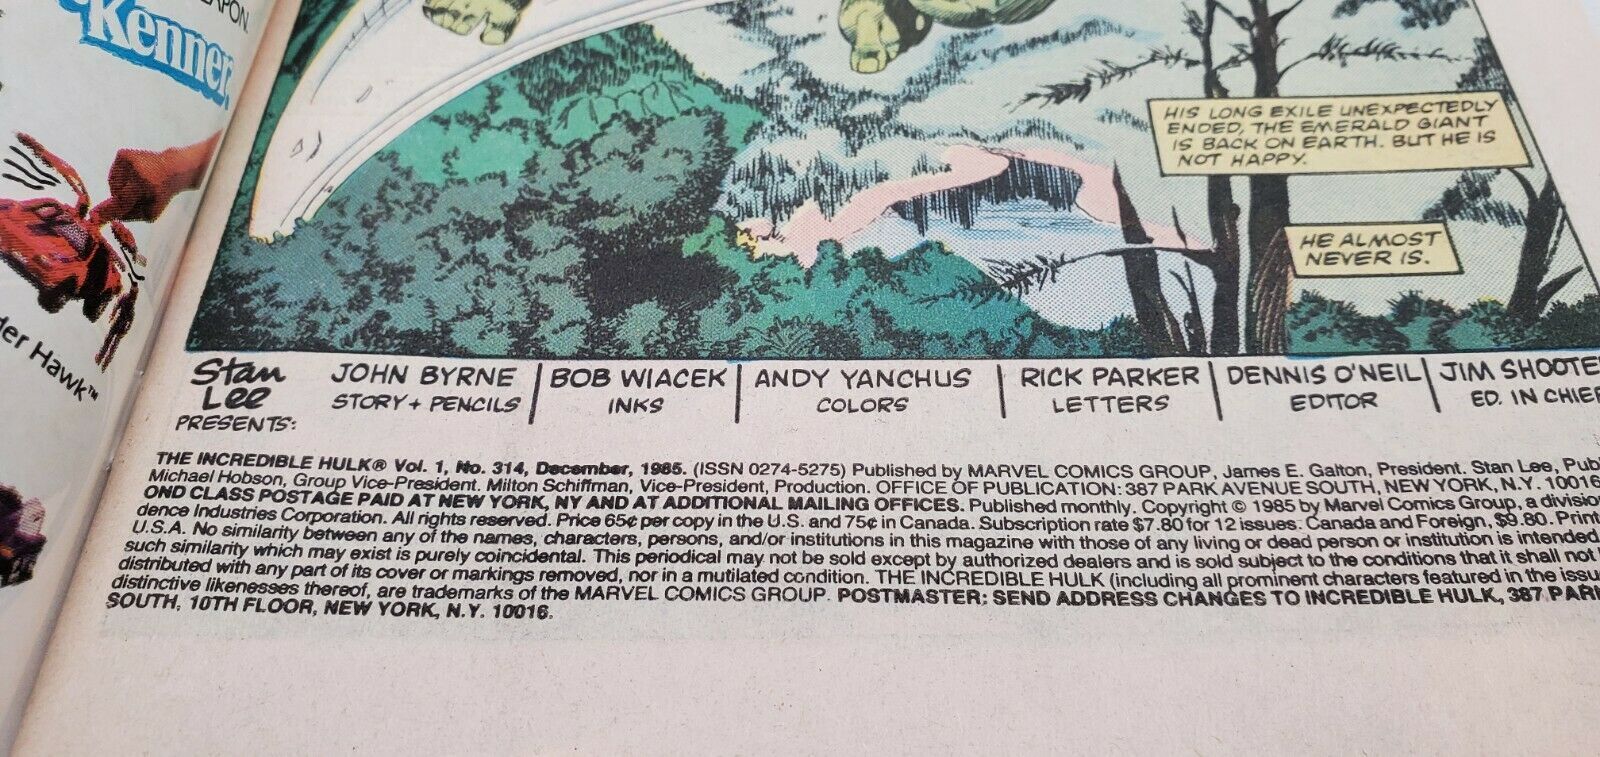 APON.
Kenner
der Hawk™
HIS LONG EXILE UNEXPECTEDLY
ENDED, THE EMERALD GIANT
IS BACK ON EARTH. BUT HE IS
NOT HAPPY.
HE ALMOST
NEVER IS.
Stan
Lee
PRESENTS:
JOHN BYRNE
STORY + PENCILS
BOB WIACEK
INKS
ANDY YANCHUS
COLORS
RICK PARKER
LETTERS
DENNIS O'NEIL
EDITOR
JIM SHOOTE
ED. IN CHIEF
THE INCREDIBLE HULK® Vol. 1, No. 314, December, 1985. (ISSN 0274-5275) Published by MARVEL COMICS GROUP, James E. Galton, President. Stan Lee, Publ
Michael Hobson, Group Vice-President. Milton Schiffman, Vice-President, Production. OFFICE OF PUBLICATION: 387 PARK AVENUE SOUTH, NEW YORK, N.Y. 10016
OND CLASS POSTAGE PAID AT NEW YORK, NY AND AT ADDITIONAL MAILING OFFICES. Published monthly. Copyright © 1985 by Marvel Comics Group, a divisio
dence Industries Corporation. All rights reserved. Price 65¢ per copy in the U.S. and 75¢ in Canada. Subscription rate $7.80 for 12 issues. Canada and Foreign, $9.80. Print
U.S.A. No similarity between any of the names, characters, persons, and/or institutions in this magazine with those of any living or dead person or institution is intended,
such similarity which may exist is purely coincidental. This periodical may not be sold except by authorized dealers and is sold subject to the conditions that it shall not
distributed with any part of its cover or markings removed, nor in a mutilated condition. THE INCREDIBLE HULK (including all prominent characters featured in the issu
distinctive likenesses thereof, are trademarks of the MARVEL COMICS GROUP. POSTMASTER: SEND ADDRESS CHANGES TO INCREDIBLE HULK, 387 PARK
SOUTH, 10TH FLOOR, NEW YORK, N.Y. 10016.